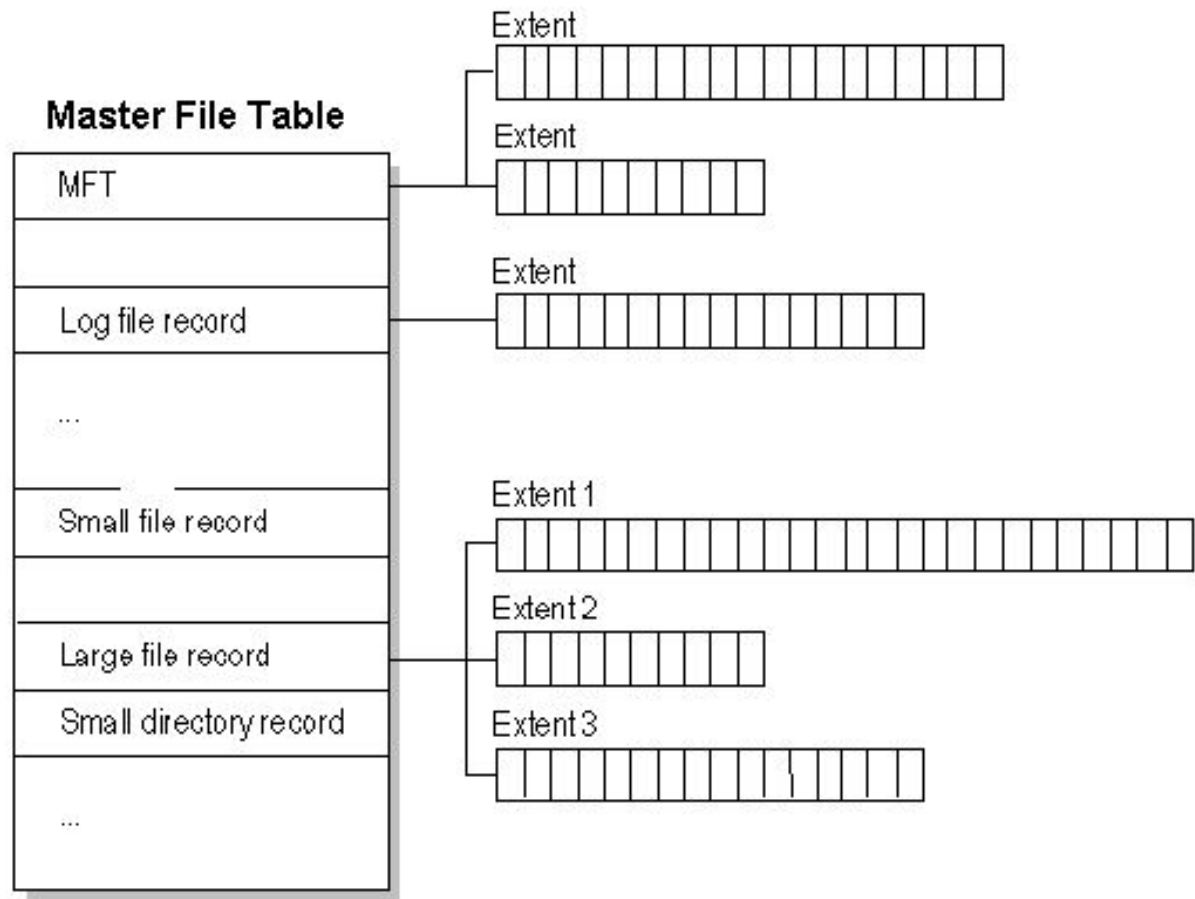 Master File Table
MFT
Log file record
...
Small file record
Large file record
Small directory record
...
Extent
Extent
Extent
Extent 1
Extent 2
Extent 3